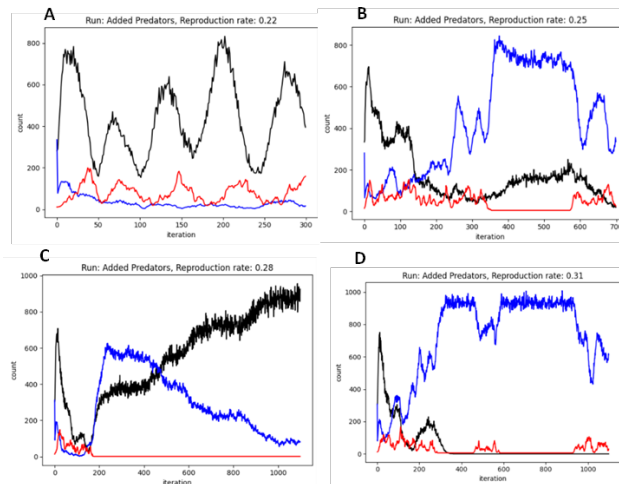 A
Run: Added Predators, Reproduction rate: 0.22
800
600
400
200
0
count
0 50 100 150 200 250 300
iteration
B
Run: Added Predators, Reproduction rate: 0.25
800
600
400
200
0
count
0 100 200 300 400 500 600 700
iteration
C
Run: Added Predators, Reproduction rate: 0.28
1000
800
600
400
200
0
count
0 200 400 600 800 1000
iteration
D
Run: Added Predators, Reproduction rate: 0.31
1000
800
600
400
200
0
count
0 200 400 600 800 1000
iteration